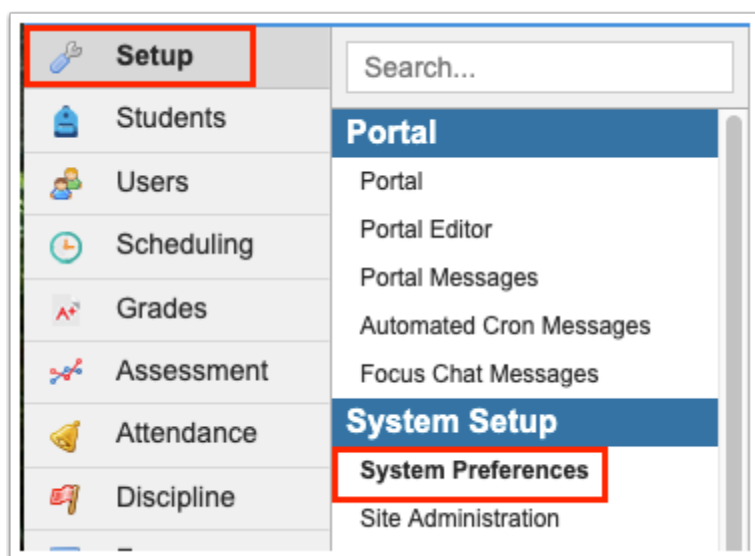 Setup
Students
Users
Scheduling
Grades
Assessment
Attendance
Discipline
Search...
Portal
Portal
Portal Editor
Portal Messages
Automated Cron Messages
Focus Chat Messages
System Setup
System Preferences
Site Administration